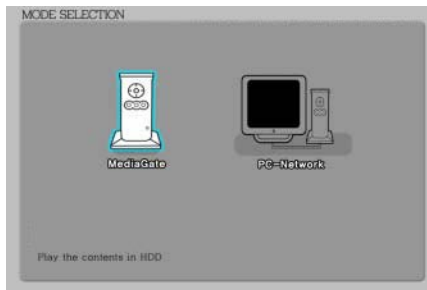 MODE SELECTION
MediaGate
PC-Network
Play the contents in HDD